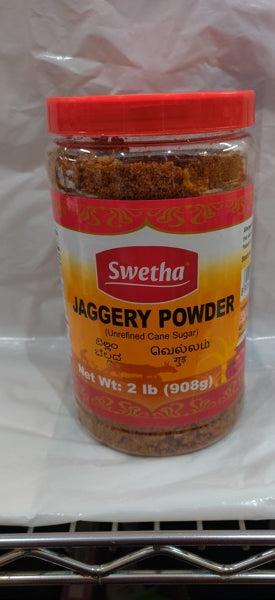 Swetha
JAGGERY POWDER
(Unrefined Cane Sugar)
வெல்லம்
गुड़
Net Wt: 2 lb (908g)